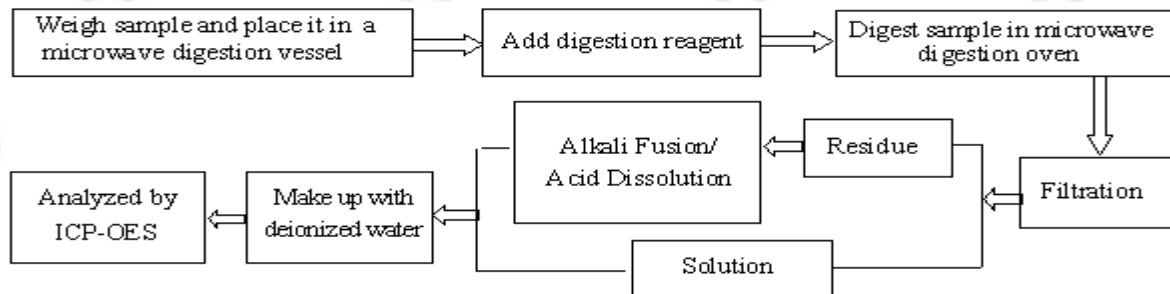 Weigh sample and place it in a
microwave digestion vessel
Add digestion reagent
Digest sample in microwave
digestion oven
Filtration
Residue
Alkali Fusion/
Acid Dissolution
Solution
Make up with
deionized water
Analyzed by
ICP-OES